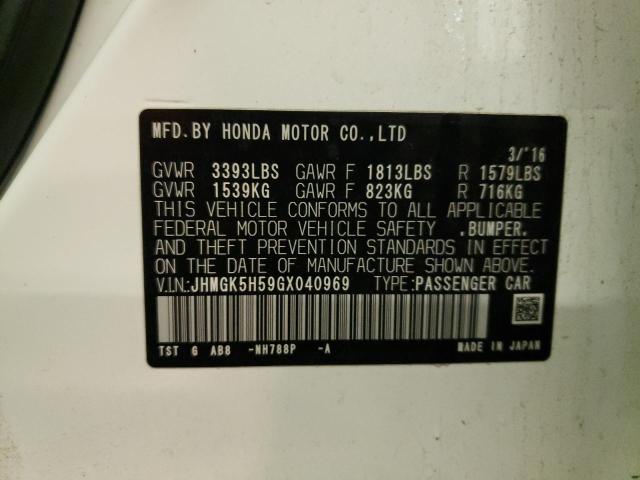 MFD.BY HONDA MOTOR CO.,LTD
3/'16
GVWR 3393LBS GAWR F 1813LBS R 1579LBS
GVWR 1539KG GAWR F 823KG R 716KG
THIS VEHICLE CONFORMS TO ALL APPLICABLE
FEDERAL MOTOR VEHICLE SAFETY .BUMPER.
AND THEFT PREVENTION STANDARDS IN EFFECT
ON THE DATE OF MANUFACTURE SHOWN ABOVE.
V.I.N.:JHMGK5H59GX040969 TYPE:PASSENGER CAR
TST G AB8 -NH788P -A MADE IN JAPAN